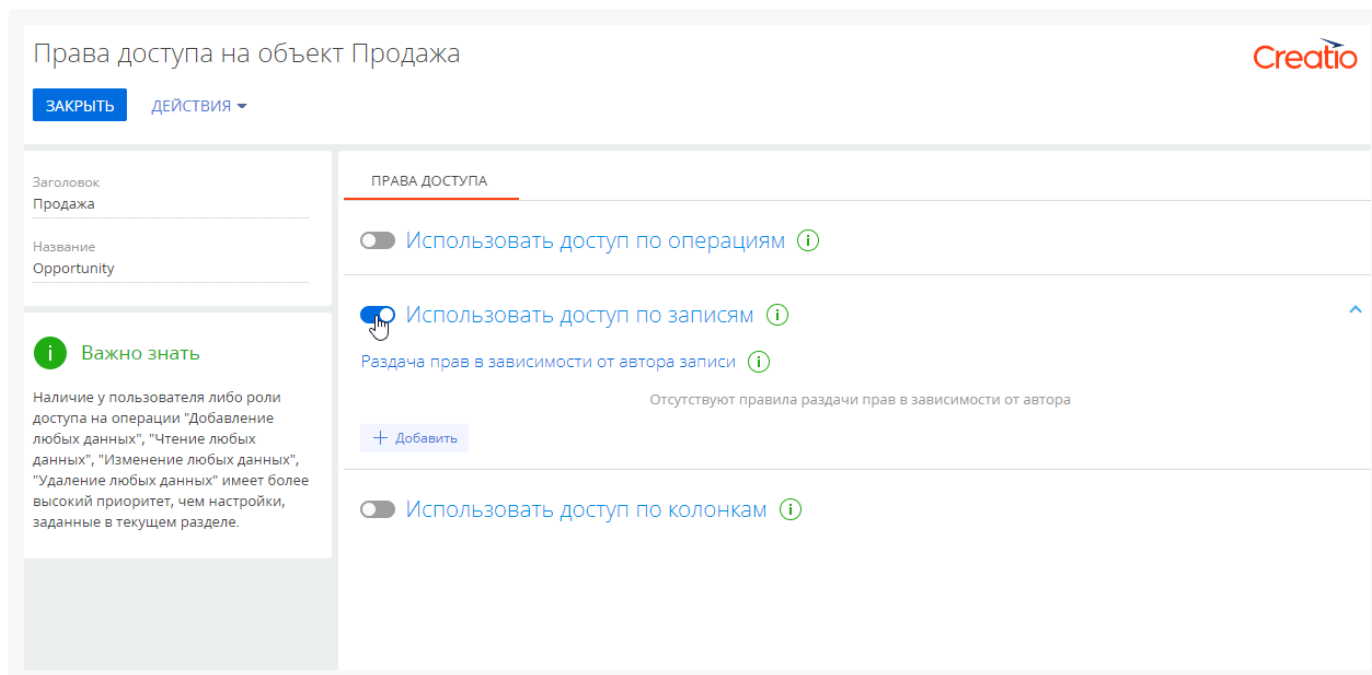 Права доступа на объект Продажа
Creatio
ЗАКРЫТЬ
ДЕЙСТВИЯ
Заголовок
Продажа
Название
Opportunity
Важно знать
Наличие у пользователя либо роли
доступа на операции "Добавление
любых данных", "Чтение любых
данных", "Изменение любых данных",
"Удаление любых данных" имеет более
высокий приоритет, чем настройки,
заданные в текущем разделе.
ПРАВА ДОСТУПА
Использовать доступ по операциям
Использовать доступ по записям
Раздача прав в зависимости от автора записи
Отсутствуют правила раздачи прав в зависимости от автора
+ Добавить
Использовать доступ по колонкам